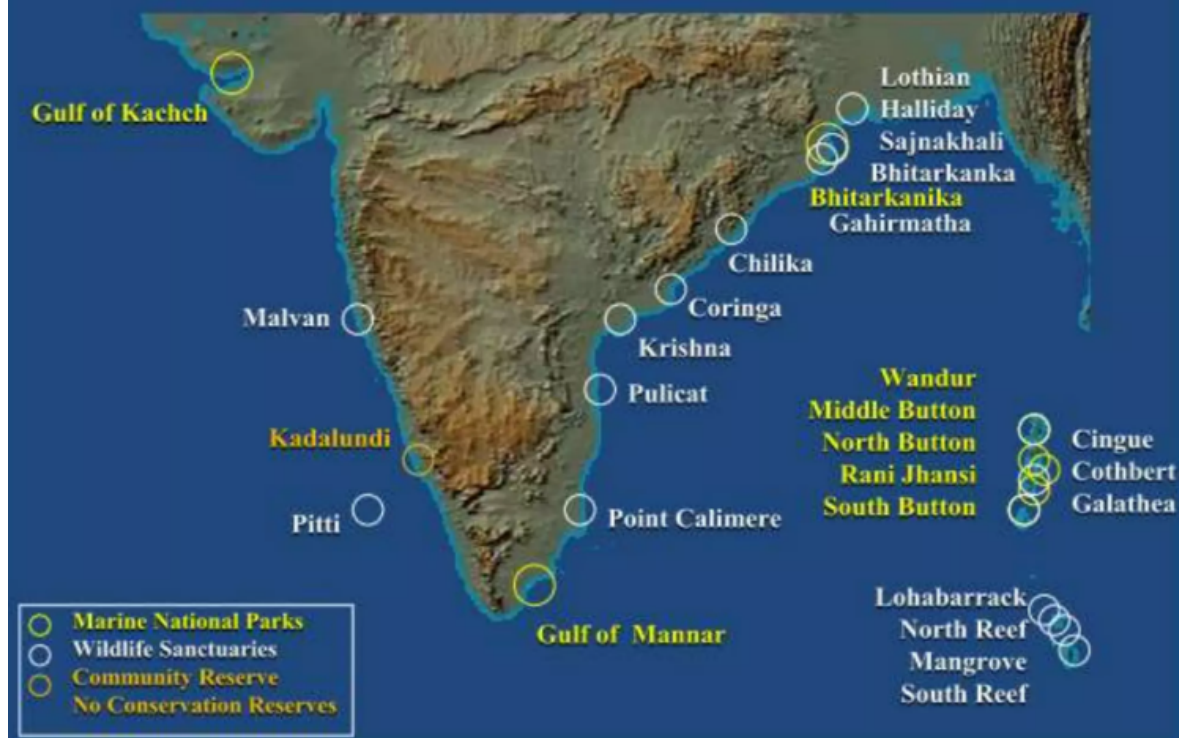 Lothian
Gulf of Kachch
Halliday
Sajnakhali
Bhitarkanka
Bhitarkanika
Gahirmatha
Chilika
Coringa
Malvan
Krishna
Wandur
Pulicat
Middle Button
Kadalundi
North Button
Cingue
Rani Jhansi
Cothbert
South Button
Galathea
Pitti
Point Calimere
Lohabarrack
Marine National Parks
Gulf of Mannar
North Reef
Wildlife Sanctuaries
Mangrove
Community Reserve
South Reef
No Conservation Reserves